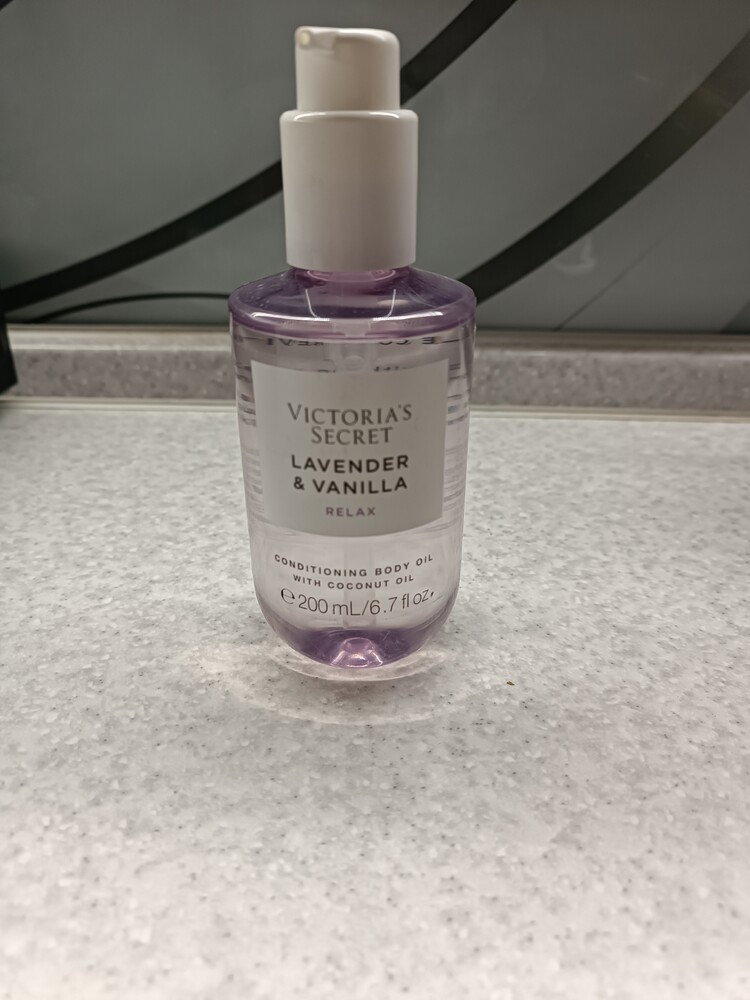 VICTORIA'S
SECRET
LAVENDER
& VANILLA
RELAX
CONDITIONING BODY OIL
WITH COCONUT OIL
℮ 200 mL/6.7 fl oz.